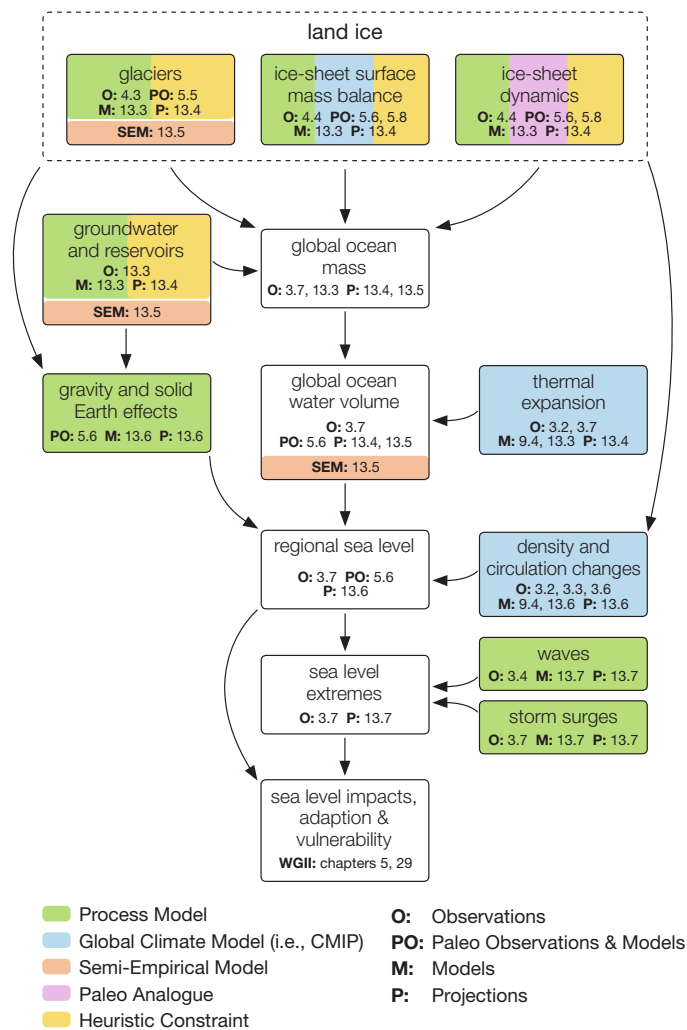 land ice
glaciers
O: 4.3 PO: 5.5
M: 13.3 P: 13.4
SEM: 13.5
ice-sheet surface
mass balance
O: 4.4 PO: 5.6, 5.8
M: 13.3 P: 13.4
ice-sheet
dynamics
O: 4.4 PO: 5.6, 5.8
M: 13.3 P: 13.4
groundwater
and reservoirs
O: 13.3
M: 13.3 P: 13.4
SEM: 13.5
global ocean
mass
O: 3.7, 13.3 P: 13.4, 13.5
gravity and solid
Earth effects
PO: 5.6 M: 13.6 P: 13.6
global ocean
water volume
O: 3.7
PO: 5.6 P: 13.4, 13.5
SEM: 13.5
thermal
expansion
O: 3.2, 3.7
M: 9.4, 13.3 P: 13.4
regional sea level
O: 3.7 PO: 5.6
P: 13.6
density and
circulation changes
O: 3.2, 3.3, 3.6
M: 9.4, 13.6 P: 13.6
sea level
extremes
O: 3.7 P: 13.7
waves
O: 3.4 M: 13.7 P: 13.7
storm surges
O: 3.7 M: 13.7 P: 13.7
sea level impacts,
adaption &
vulnerability
WGII: chapters 5, 29
Process Model
Global Climate Model (i.e., CMIP)
Semi-Empirical Model
Paleo Analogue
Heuristic Constraint
O: Observations
PO: Paleo Observations & Models
M: Models
P: Projections